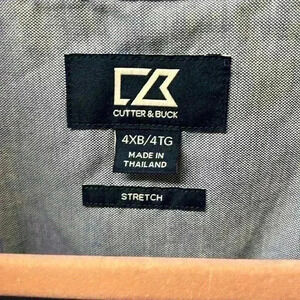 CUTTER & BUCK
4XB/4TG
MADE IN
THAILAND
STRETCH